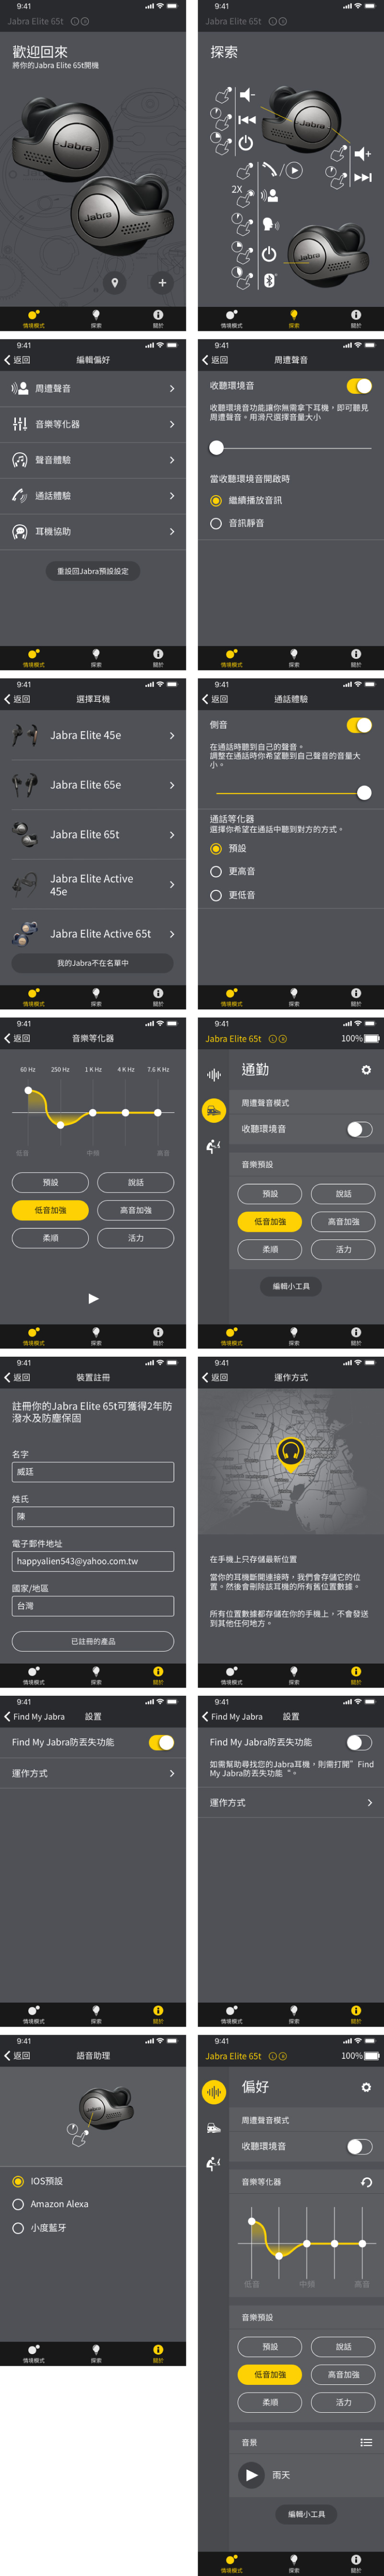 9:41
Jabra Elite 65t L R
歡迎回來
將你的Jabra Elite 65t開機
Jabra
Jabra
情境模式
探索
關於
9:41
Jabra Elite 65t L R
探索
Jabra
2X
Jabra
情境模式
探索
關於
9:41
返回
編輯偏好
周遭聲音
音樂等化器
聲音體驗
通話體驗
耳機協助
重設回Jabra預設設定
情境模式
探索
關於
9:41
返回
周遭聲音
收聽環境音
收聽環境音功能讓你無需拿下耳機，即可聽見
周遭聲音。用滑尺選擇音量大小
當收聽環境音開啟時
繼續播放音訊
音訊靜音
情境模式
探索
關於
9:41
返回
選擇耳機
Jabra Elite 45e
Jabra Elite 65e
Jabra Elite 65t
Jabra Elite Active
45e
Jabra Elite Active 65t
我的Jabra不在名單中
情境模式
探索
關於
9:41
返回
通話體驗
側音
在通話時聽到自己的聲音。
調整在通話時你希望聽到自己聲音的音量大
小。
通話等化器
選擇你希望在通話中聽到對方的方式。
預設
更高音
更低音
情境模式
探索
關於
9:41
返回
音樂等化器
60 Hz 250 Hz 1 K Hz 4 K Hz 7.6 K Hz
低音 中頻 高音
預設 說話
低音加強 高音加強
柔順 活力
情境模式
探索
關於
9:41
Jabra Elite 65t L R 100%
通勤
周遭聲音模式
收聽環境音
音樂預設
預設 說話
低音加強 高音加強
柔順 活力
編輯小工具
情境模式
探索
關於
9:41
返回
裝置註冊
註冊你的Jabra Elite 65t可獲得2年防
潑水及防塵保固
名字
威廷
姓氏
陳
電子郵件地址
happyalien543@yahoo.com.tw
國家/地區
台灣
已註冊的產品
情境模式
探索
關於
9:41
返回
運作方式
在手機上只存儲最新位置
當你的耳機斷開連接時，我們會存儲它的位
置。然後會刪除該耳機的所有舊位置數據。
所有位置數據都存儲在你的手機上，不會發送
到其他任何地方。
情境模式
探索
關於
9:41
Find My Jabra
設置
Find My Jabra防丟失功能
運作方式
情境模式
探索
關於
9:41
Find My Jabra
設置
Find My Jabra防丟失功能
如需幫助尋找您的Jabra耳機，則需打開”Find
My Jabra防丟失功能“。
運作方式
情境模式
探索
關於
9:41
返回
語音助理
Jabra
IOS預設
Amazon Alexa
小度藍牙
情境模式
探索
關於
9:41
Jabra Elite 65t L R 100%
偏好
周遭聲音模式
收聽環境音
音樂等化器
低音 中頻 高音
音樂預設
預設 說話
低音加強 高音加強
柔順 活力
音景
雨天
編輯小工具
情境模式
探索
關於